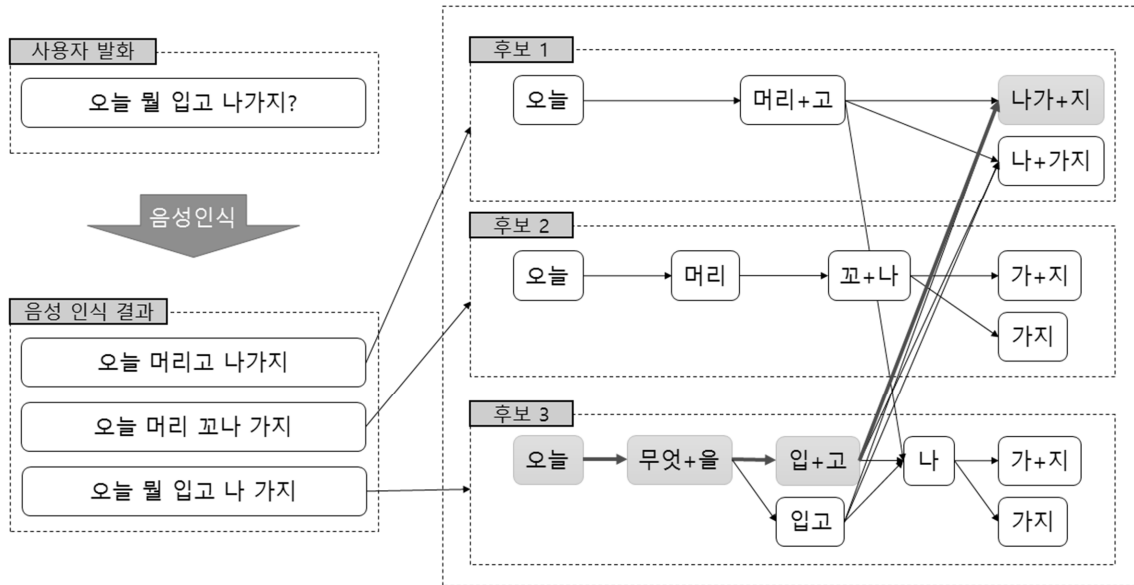 사용자 발화
오늘 뭘 입고 나가지?
음성인식
음성 인식 결과
오늘 머리고 나가지
오늘 머리 꼬나 가지
오늘 뭘 입고 나 가지
후보 1
오늘 머리+고 나가+지
나+가지
후보 2
오늘 머리 꼬+나 가+지
가지
후보 3
오늘 무엇+을 입+고 나 가+지
입고 가지